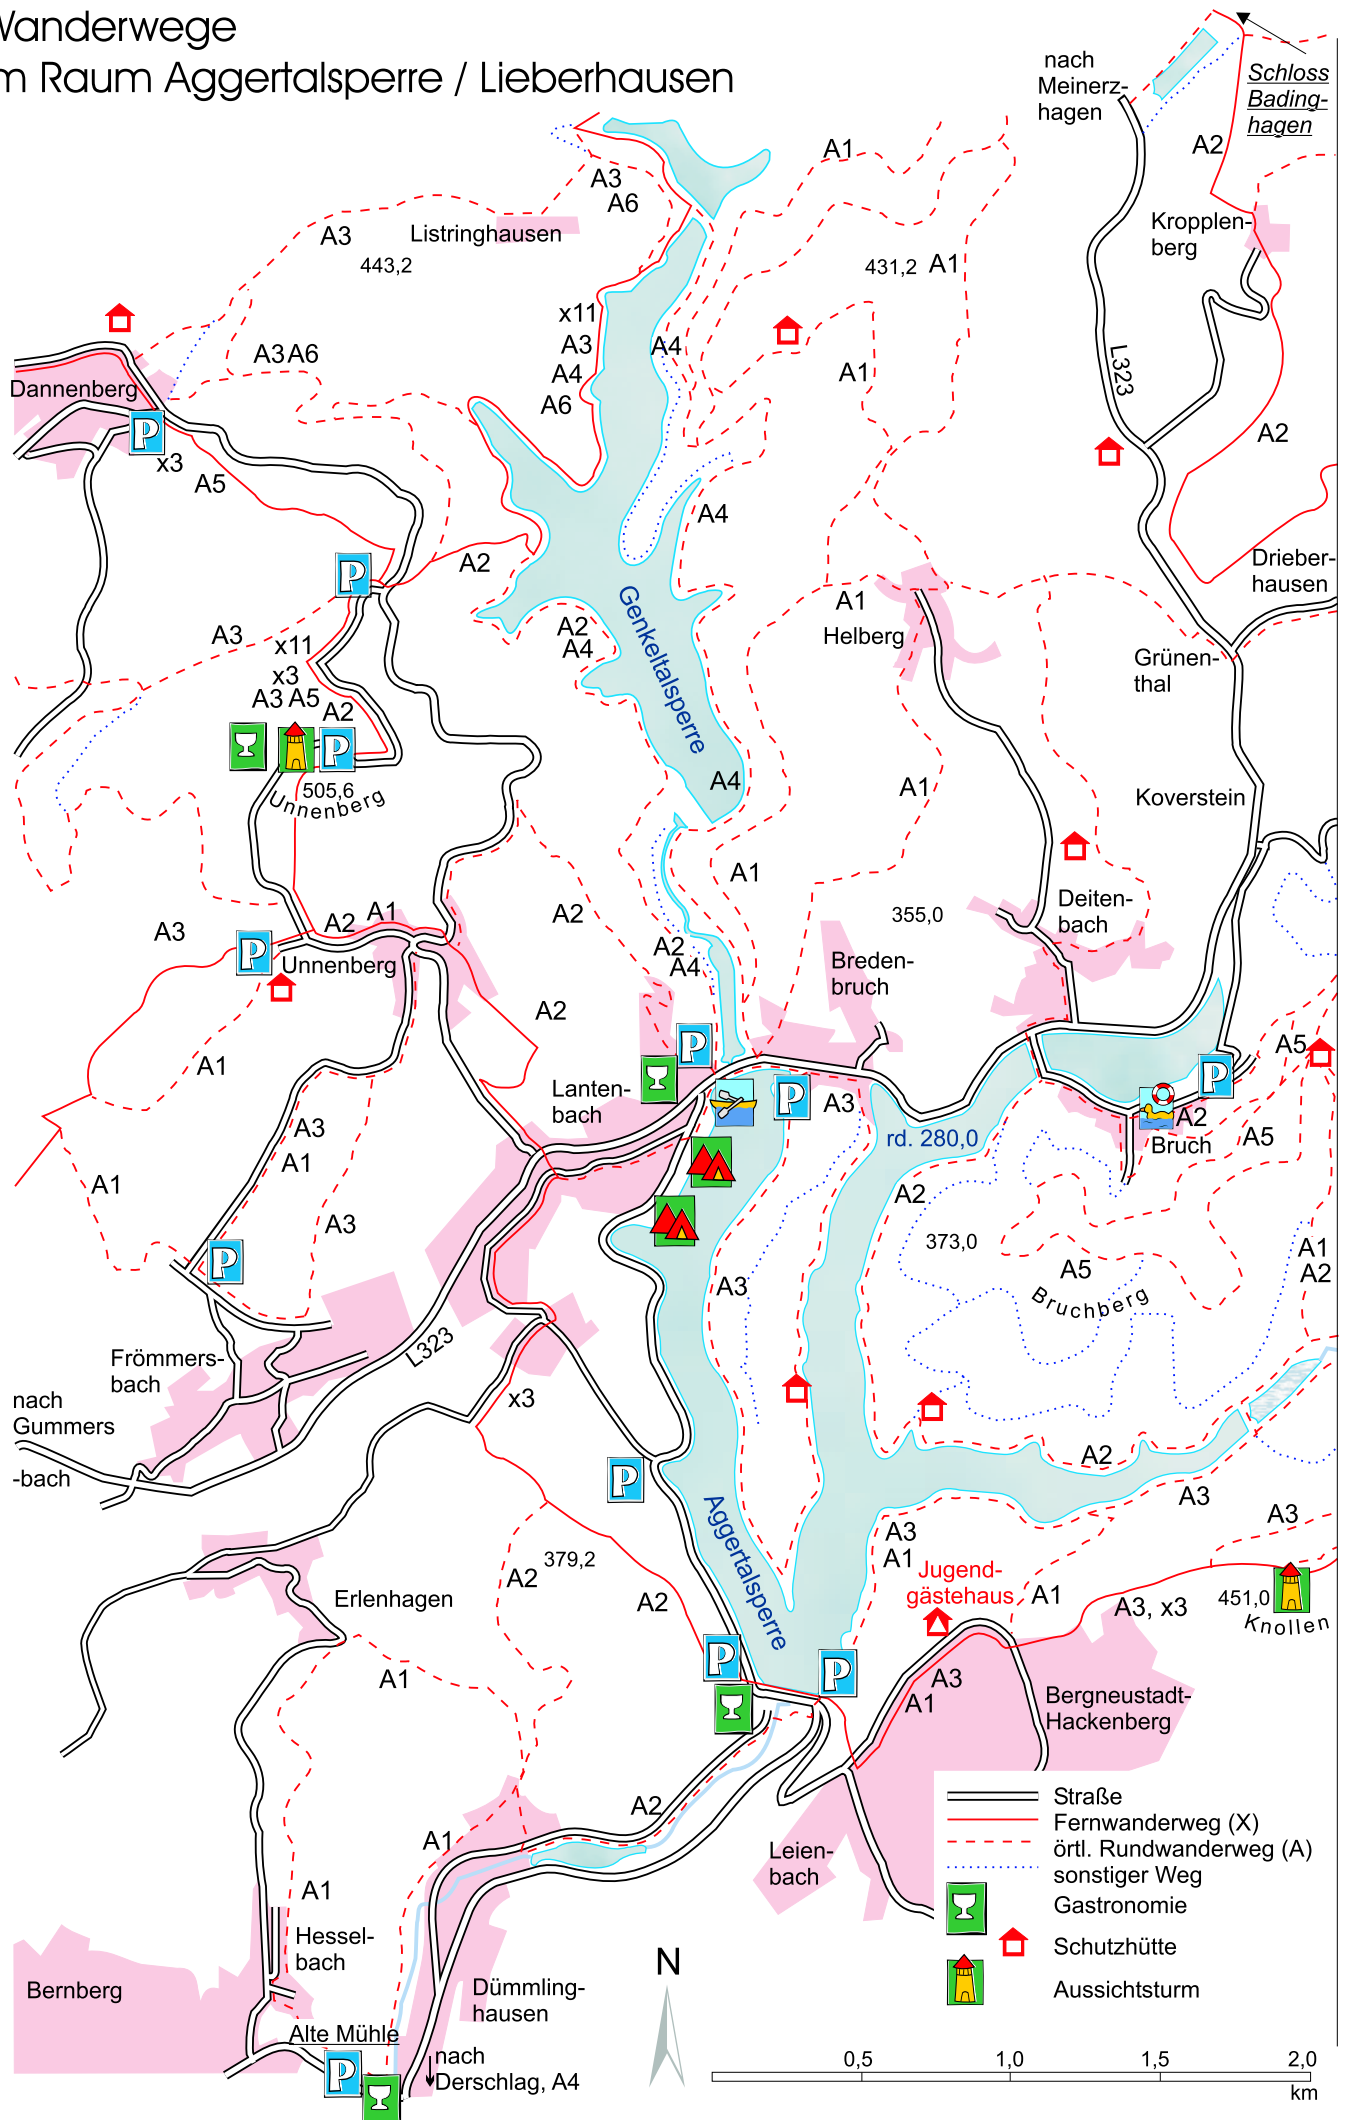 Wanderwege
m Raum Aggertalsperre / Lieberhausen
nach
Meinerz-
hagen
Schloss
Bading-
hagen
A2
A1
A3
A6
Kropplen-
berg
A3
Listringhausen
443,2
431,2 A1
x11
A3
A4
A6
A4
A3 A6
A1
L323
Dannenberg
P
x3
A5
A2
A4
A2
Drieber-
hausen
P
Genkeltalsperre
A1
Helberg
A2
A4
A3
x11
x3
A3 A5
A2
Grünen-
thal
P
505,6
Unnenberg
A4
A1
Koverstein
A1
A2
355,0
Deiten-
bach
A3
A2
A1
P
Unnenberg
A2
A4
Breden-
bruch
A2
P
A5
A1
Lanten-
bach
P
A3
P
A2
Bruch
rd. 280,0
A5
A3
A1
A1
A2
373,0
A3
A1
A2
P
A3
A5
Bruchberg
L323
Frömmers-
bach
nach
Gummers
-bach
x3
A2
P
Aggertalsperre
A3
A3
A3
A1
379,2
A2
Jugend-
gästehaus
A1
A3, x3
451,0
Knollen
Erlenhagen
A2
P
P
A1
A3
A1
Bergneustadt-
Hackenberg
A2
A1
Leien-
bach
Straße
Fernwanderweg (X)
örtl. Rundwanderweg (A)
sonstiger Weg
Gastronomie
Schutzhütte
Aussichtsturm
A1
Hessel-
bach
N
Bernberg
Dümmling-
hausen
Alte Mühle
P
nach
Derschlag, A4
0,5
1,0
1,5
2,0
km